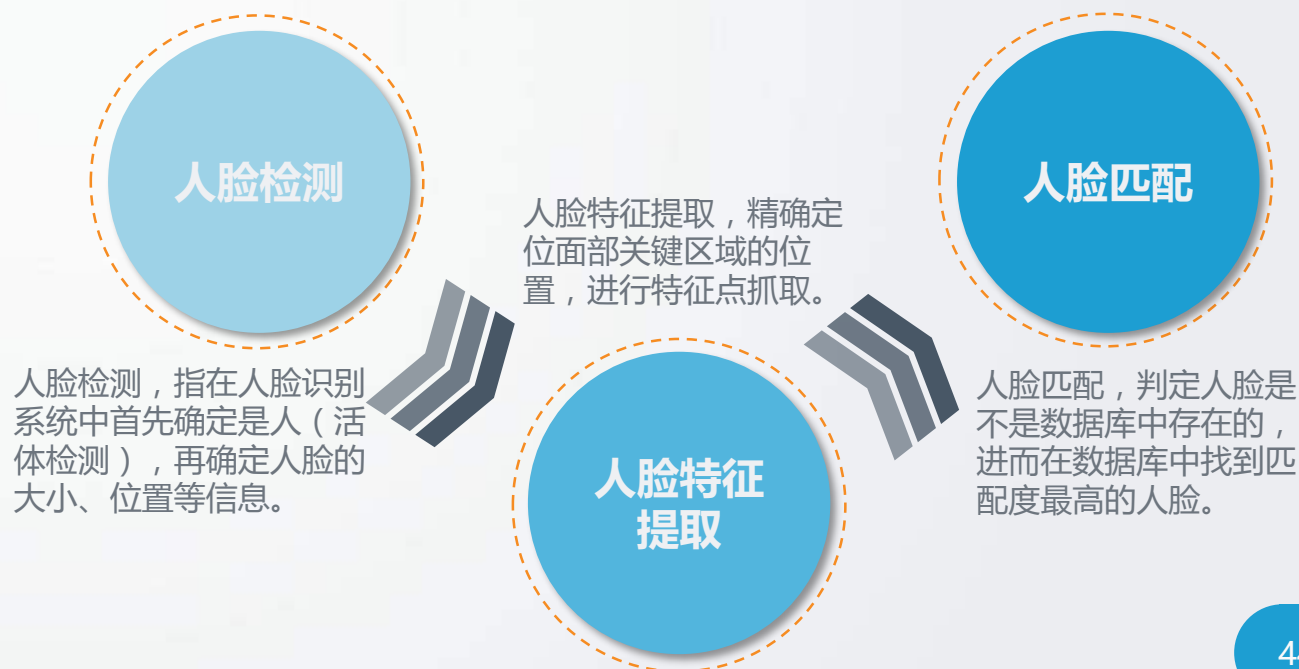 人脸检测
人脸检测，指在人脸识别
系统中首先确定是人（活
体检测），再确定人脸的
大小、位置等信息。
人脸特征提取，精确定
位面部关键区域的位
置，进行特征点抓取。
人脸特征
提取
人脸匹配
人脸匹配，判定人脸是
不是数据库中存在的，
进而在数据库中找到匹
配度最高的人脸。